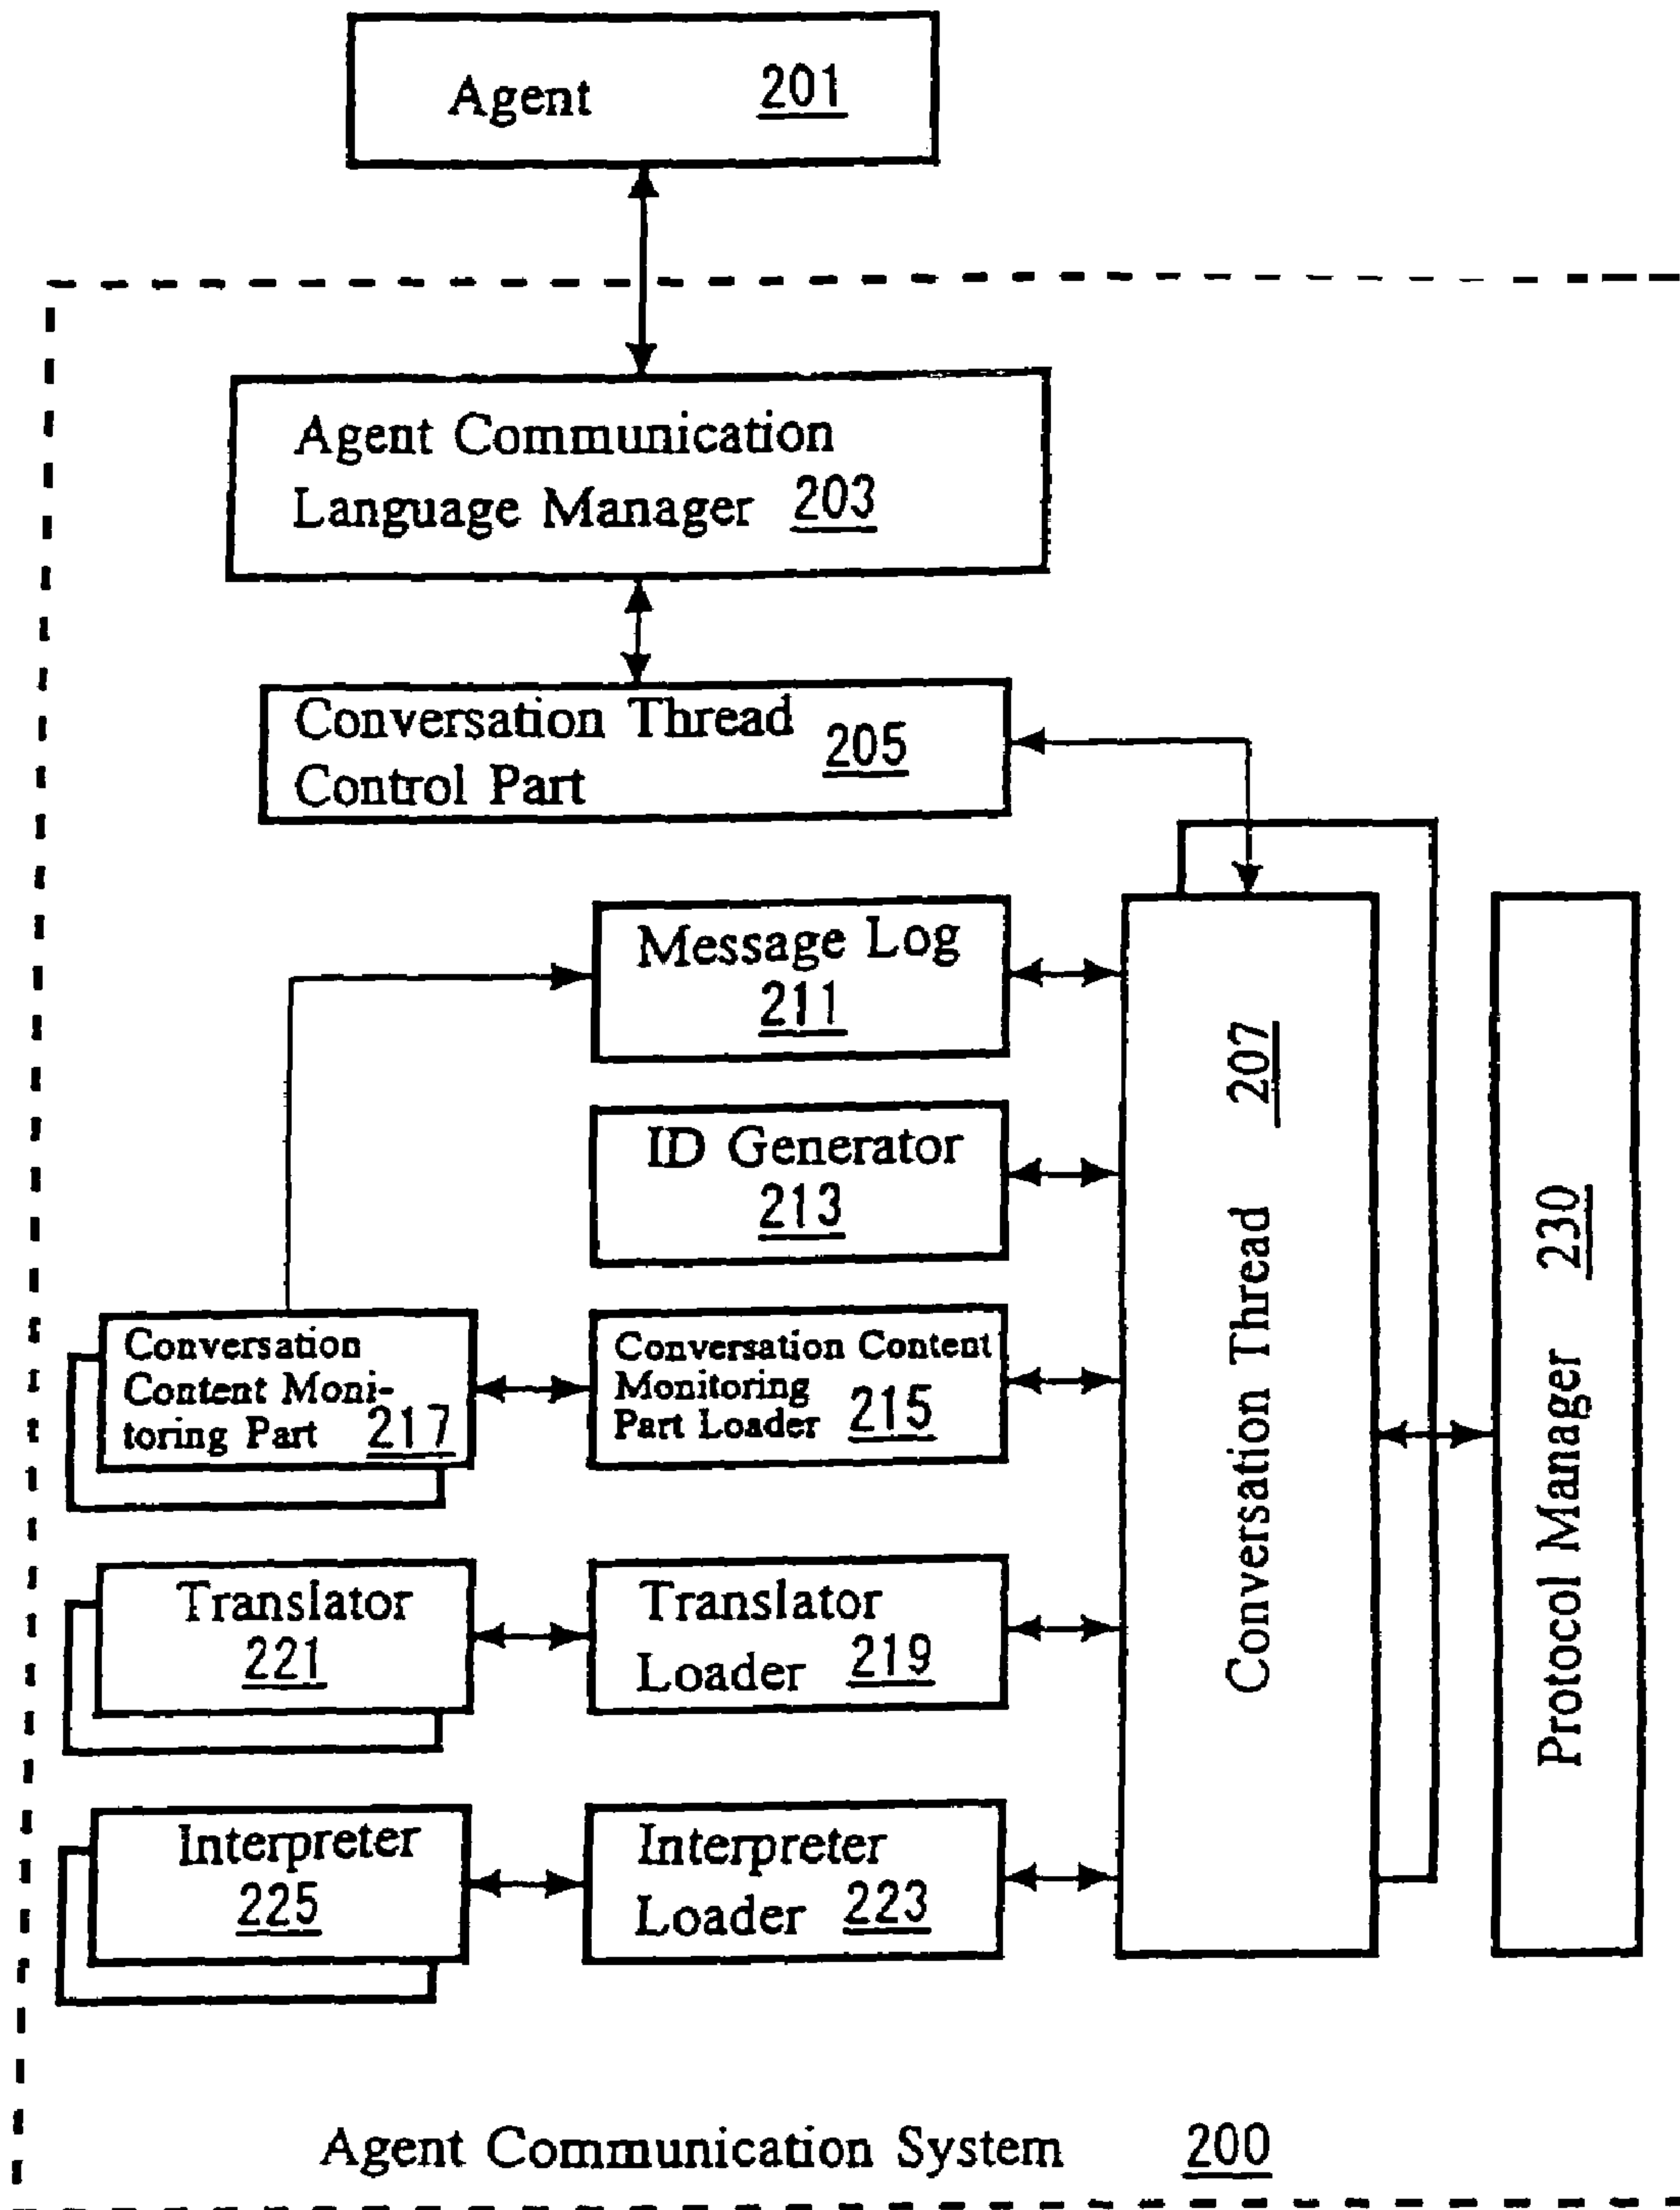 Agent 201
Agent Communication
Language Manager 203
Conversation Thread
Control Part 205
Message Log
211
ID Generator
213
Conversation
Content Moni-
toring Part 217
Conversation Content
Monitoring
Part Loader 215
Translator
221
Translator
Loader 219
Interpreter
225
Interpreter
Loader 223
Conversation Thread 207
Protocol Manager 230
Agent Communication System 200